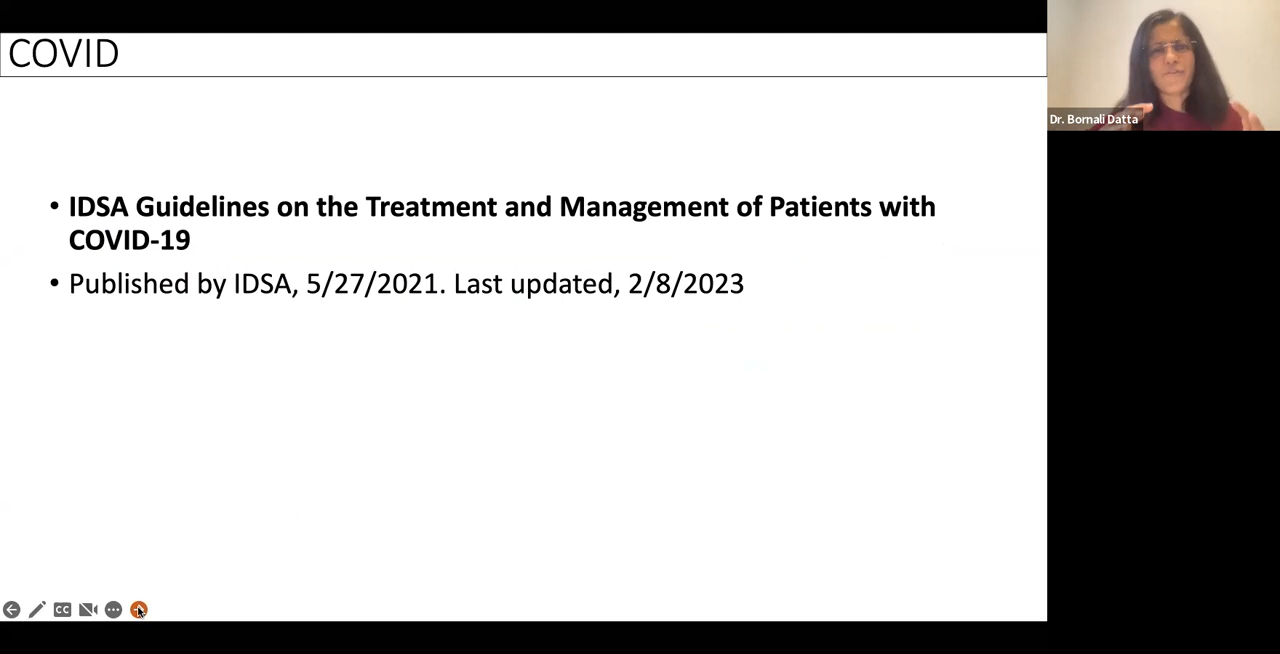 COVID
Dr. Bornali Datta
• IDSA Guidelines on the Treatment and Management of Patients with
COVID-19
• Published by IDSA, 5/27/2021. Last updated, 2/8/2023
CC